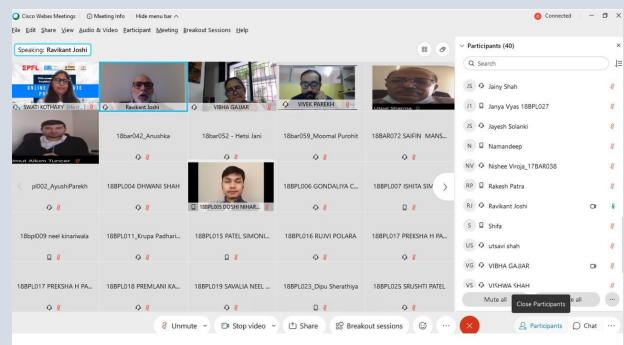 Cisco Webex Meetings
Meeting Info
Hide menu bar
Connected
File Edit Share View Audio & Video Participant Meeting Breakout Sessions Help
Speaking: Ravikant Joshi
EPFL
SWATI KOTHARY
Ravikant Joshi
VIBHA GAJJAR
VIVEK PAREKH
Umut Alkım Tuncer
18bar042_Anushka
18bar052 - Hetsi Jani
18bar059_Moomal Purohit
18BAR072 SAIFIN MANS...
pl002_AyushiParekh
18BPL004 DHWANI SHAH
18BPL005 DOSHI NIHAR...
18BPL006 GONDALIYA C...
18BPL007 ISHITA SIV
18bpl009 neel kinariwala
18BPL011_Krupa Padhari...
18BPL015 PATEL SIMONI...
18BPL016 RUJVI POLARA
18BPL017 PREKSHA H PA...
18BPL017 PREKSHA H PA...
18BPL018 PREMLANI KA...
18BPL019 SAVALIA NEEL ...
18BPL023_Dipu Sherathiya
18BPL025 SRUSHTI PATEL
Participants (40)
Search
JS Jainy Shah
J1 Janya Vyas 18BPL027
JS Jayesh Solanki
N Namandeep
NV Nishee Viroja_17BAR038
RP Rakesh Patra
RJ Ravikant Joshi
S Shifa
US utsavi shah
VG VIBHA GAJJAR
VS VISHWA SHAH
Mute all
Close Participants
Unmute
Stop video
Share
Breakout sessions
Participants
Chat